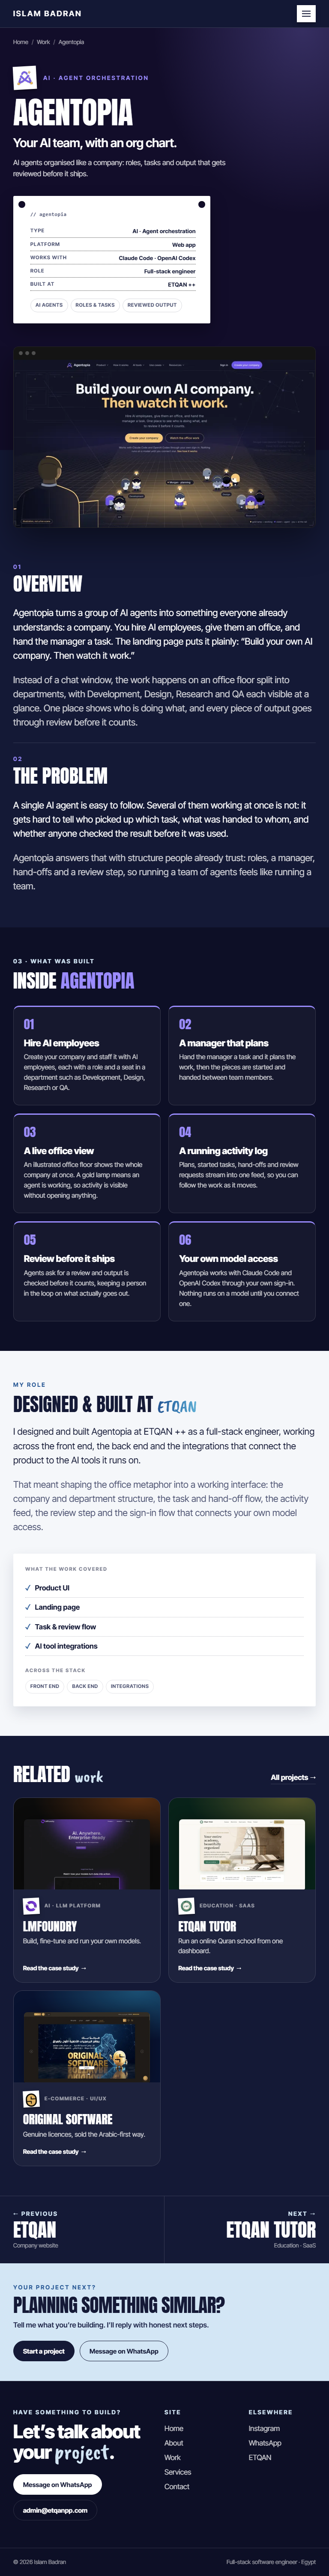 ISLAM BADRAN
Home / Work / Agentopia
AI · AGENT ORCHESTRATION
AGENTOPIA
Your AI team, with an org chart.
AI agents organised like a company: roles, tasks and output that gets
reviewed before it ships.
// agentopia
TYPE AI · Agent orchestration
PLATFORM Web app
WORKS WITH Claude Code · OpenAI Codex
ROLE Full-stack engineer
BUILT AT ETQAN ++
AI AGENTS ROLES & TASKS REVIEWED OUTPUT
Agentopia
Build your own AI company.
Then watch it work.
01
OVERVIEW
Agentopia turns a group of AI agents into something everyone already
understands: a company. You hire AI employees, give them an office, and
hand the manager a task. The landing page puts it plainly: “Build your own AI
company. Then watch it work.”
Instead of a chat window, the work happens on an office floor split into
departments, with Development, Design, Research and QA each visible at a
glance. One place shows who is doing what, and every piece of output goes
through review before it counts.
02
THE PROBLEM
A single AI agent is easy to follow. Several of them working at once is not: it
gets hard to tell who picked up which task, what was handed to whom, and
whether anyone checked the result before it was used.
Agentopia answers that with structure people already trust: roles, a manager,
hand-offs and a review step, so running a team of agents feels like running a
team.
03 · WHAT WAS BUILT
INSIDE AGENTOPIA
01
Hire AI employees
Create your company and staff it with AI
employees, each with a role and a seat in a
department such as Development, Design,
Research or QA.
02
A manager that plans
Hand the manager a task and it plans the
work, then the pieces are started and
handed between team members.
03
A live office view
An illustrated office floor shows the whole
company at once. A gold lamp means an
agent is working, so activity is visible
without opening anything.
04
A running activity log
Plans, started tasks, hand-offs and review
requests stream into one feed, so you can
follow the work as it moves.
05
Review before it ships
Agents ask for a review and output is
checked before it counts, keeping a person
in the loop on what actually goes out.
06
Your own model access
Agentopia works with Claude Code and
OpenAI Codex through your own sign-in.
Nothing runs on a model until you connect
one.
MY ROLE
DESIGNED & BUILT AT ETQAN
I designed and built Agentopia at ETQAN ++ as a full-stack engineer, working
across the front end, the back end and the integrations that connect the
product to the AI tools it runs on.
That meant shaping the office metaphor into a working interface: the
company and department structure, the task and hand-off flow, the activity
feed, the review step and the sign-in flow that connects your own model
access.
WHAT THE WORK COVERED
✓ Product UI
✓ Landing page
✓ Task & review flow
✓ AI tool integrations
ACROSS THE STACK
FRONT END BACK END INTEGRATIONS
RELATED work
All projects →
AI · LLM PLATFORM
LMFOUNDRY
Build, fine-tune and run your own models.
Read the case study →
EDUCATION · SAAS
ETQAN TUTOR
Run an online Quran school from one
dashboard.
Read the case study →
ORIGINAL
SOFTWARE
E-COMMERCE · UI/UX
ORIGINAL SOFTWARE
Genuine licences, sold the Arabic-first way.
Read the case study →
← PREVIOUS
ETQAN
Company website
NEXT →
ETQAN TUTOR
Education · SaaS
YOUR PROJECT NEXT?
PLANNING SOMETHING SIMILAR?
Tell me what you’re building. I’ll reply with honest next steps.
Start a project
Message on WhatsApp
HAVE SOMETHING TO BUILD?
Let’s talk about
your project.
Message on WhatsApp
admin@etqanpp.com
SITE
Home
About
Work
Services
Contact
ELSEWHERE
Instagram
WhatsApp
ETQAN
© 2026 Islam Badran
Full-stack software engineer · Egypt